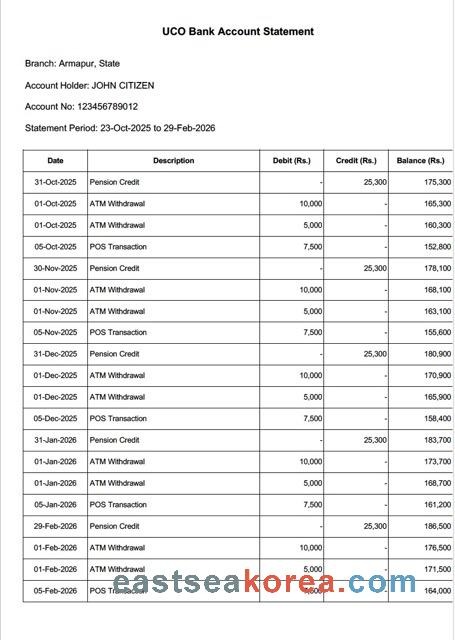 UCO Bank Account Statement
Branch: Armapur, State
Account Holder: JOHN CITIZEN
Account No: 123456789012
Statement Period: 23-Oct-2025 to 29-Feb-2026
Date Description Debit (Rs.) Credit (Rs.) Balance (Rs.)
31-Oct-2025 Pension Credit - 25,300 175,300
01-Oct-2025 ATM Withdrawal 10,000 - 165,300
01-Oct-2025 ATM Withdrawal 5,000 - 160,300
05-Oct-2025 POS Transaction 7,500 - 152,800
30-Nov-2025 Pension Credit - 25,300 178,100
01-Nov-2025 ATM Withdrawal 10,000 - 168,100
01-Nov-2025 ATM Withdrawal 5,000 - 163,100
05-Nov-2025 POS Transaction 7,500 - 155,600
31-Dec-2025 Pension Credit - 25,300 180,900
01-Dec-2025 ATM Withdrawal 10,000 - 170,900
01-Dec-2025 ATM Withdrawal 5,000 - 165,900
05-Dec-2025 POS Transaction 7,500 - 158,400
31-Jan-2026 Pension Credit - 25,300 183,700
01-Jan-2026 ATM Withdrawal 10,000 - 173,700
01-Jan-2026 ATM Withdrawal 5,000 - 168,700
05-Jan-2026 POS Transaction 7,500 - 161,200
29-Feb-2026 Pension Credit - 25,300 186,500
01-Feb-2026 ATM Withdrawal 10,000 - 176,500
01-Feb-2026 ATM Withdrawal 5,000 - 171,500
05-Feb-2026 POS Transaction 7,500 - 164,000
eastseakorea.com